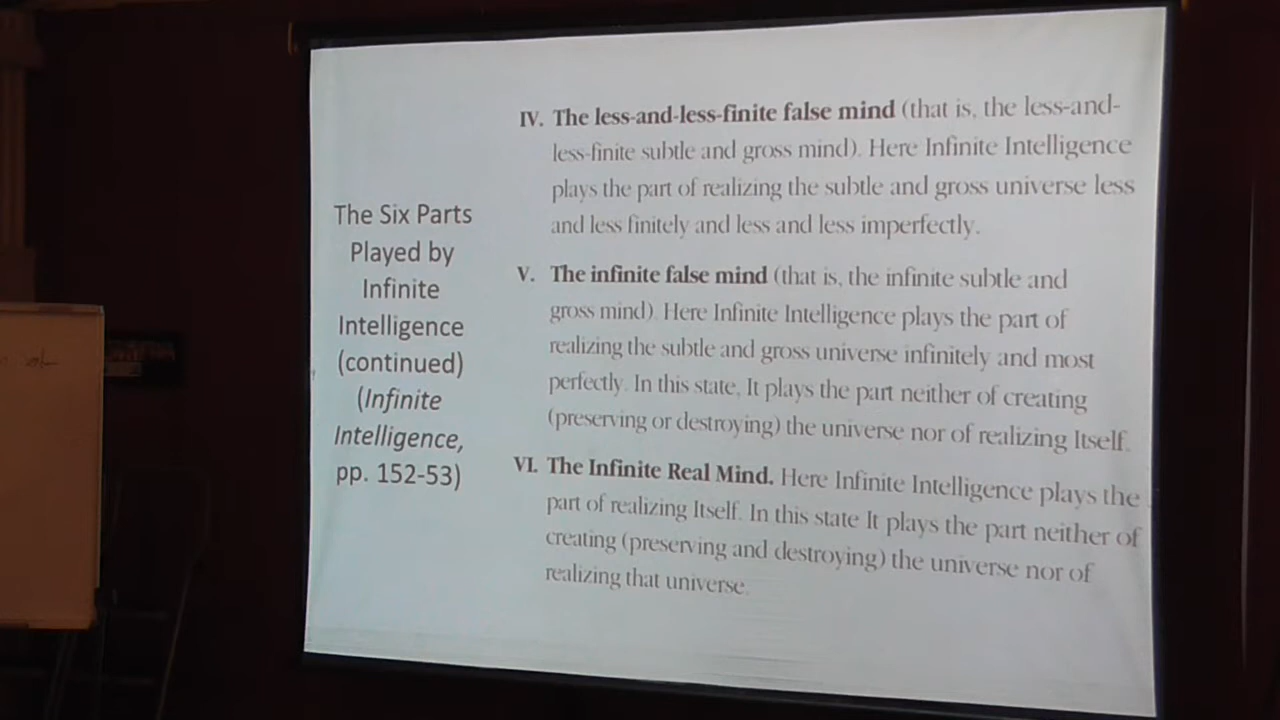 The Six Parts
Played by
Infinite
Intelligence
(continued)
(Infinite
Intelligence,
pp. 152-53)
IV. The less-and-less-finite false mind (that is, the less-and-
less-finite subtle and gross mind). Here Infinite Intelligence
plays the part of realizing the subtle and gross universe less
and less finitely and less and less imperfectly.
V. The infinite false mind (that is, the infinite subtle and
gross mind). Here Infinite Intelligence plays the part of
realizing the subtle and gross universe infinitely and most
perfectly. In this state, It plays the part neither of creating
(preserving or destroying) the universe nor of realizing Itself.
VI. The Infinite Real Mind. Here Infinite Intelligence plays the
part of realizing Itself. In this state It plays the part neither of
creating (preserving and destroying) the universe nor of
realizing that universe.